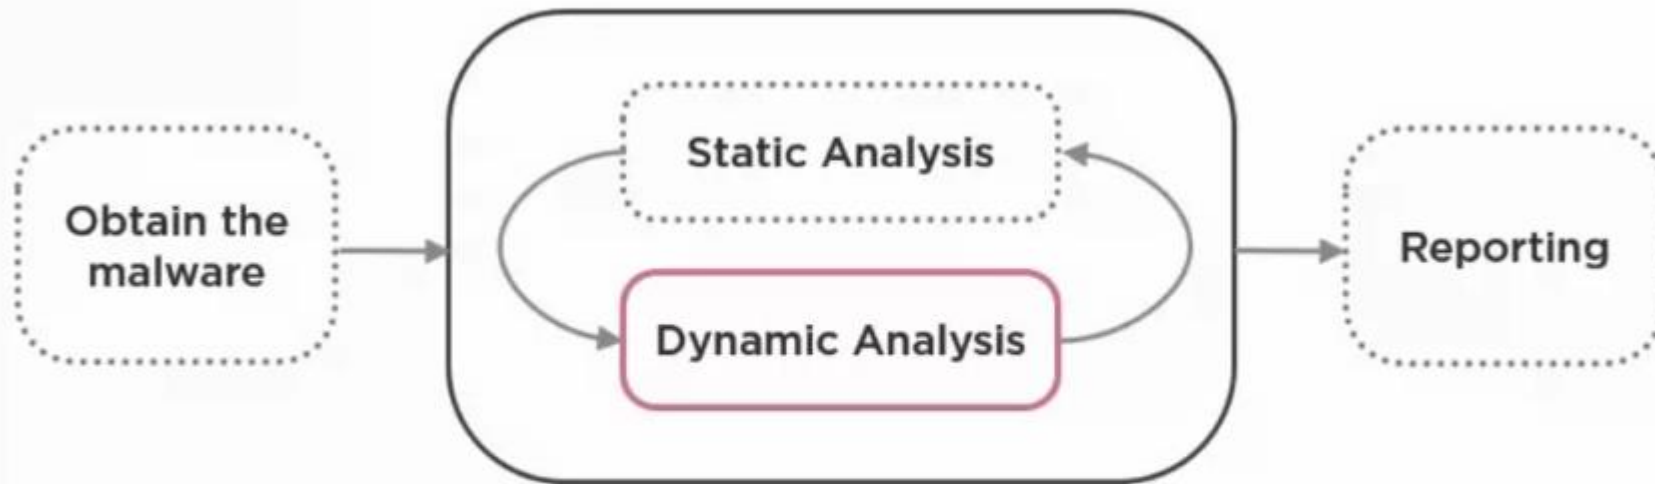 Obtain the
malware
Static Analysis
Dynamic Analysis
Reporting